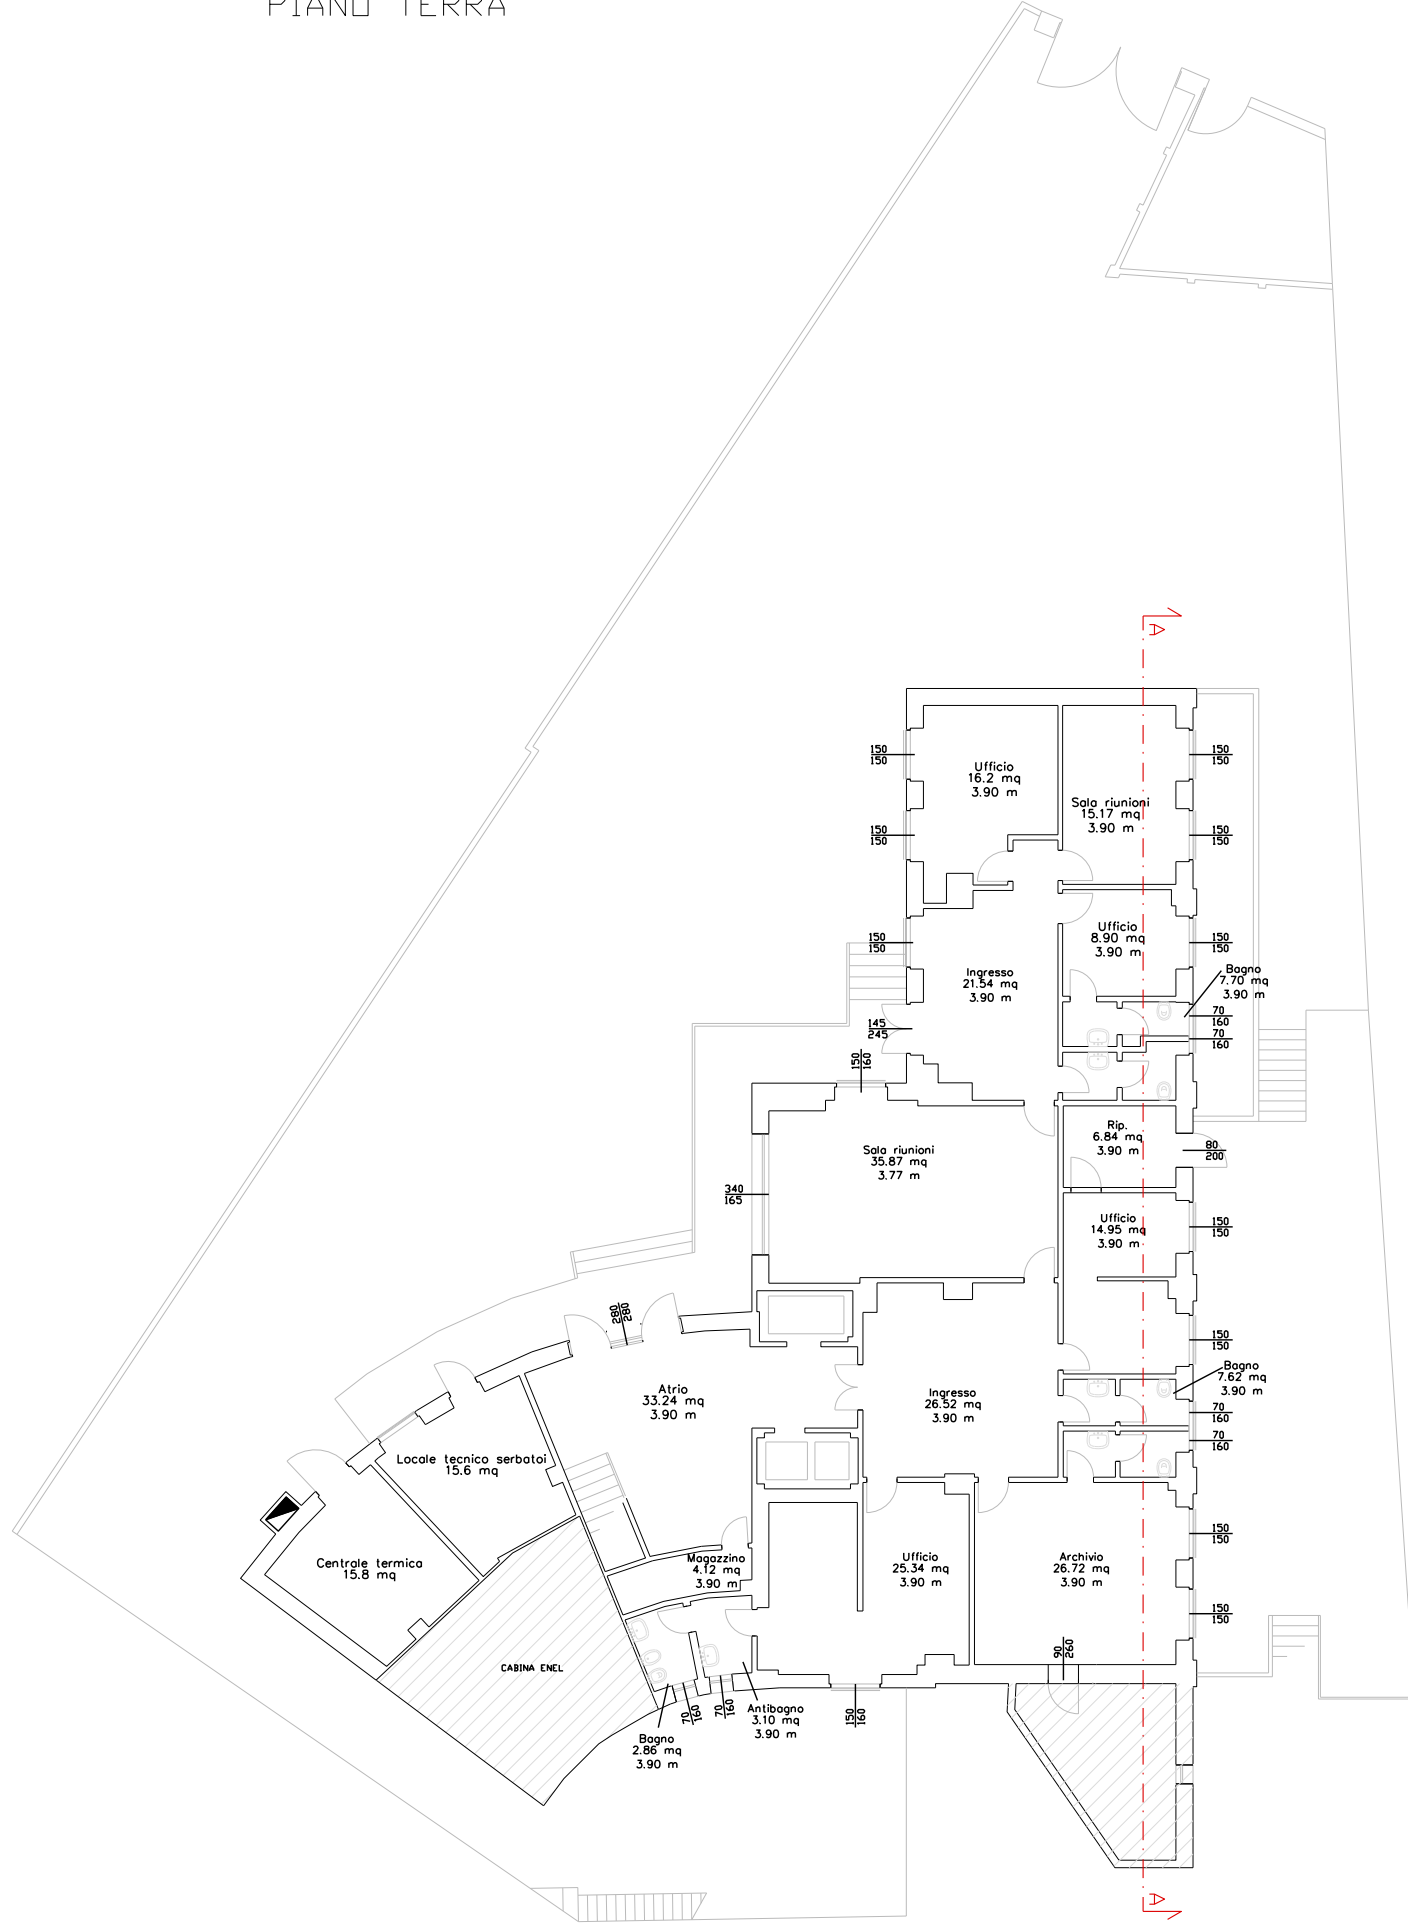 PIANO TERRA
A
Ufficio
16.2 mq
3.90 m
Sala riunioni
15.17 mq
3.90 m
150
150
150
150
150
150
150
150
Ufficio
8.90 mq
3.90 m
150
150
150
150
Ingresso
21.54 mq
3.90 m
Bagno
7.70 mq
3.90 m
70
160
70
160
145
245
150
160
Rip.
6.84 mq
3.90 m
80
200
Sala riunioni
35.87 mq
3.77 m
340
165
Ufficio
14.95 mq
3.90 m
150
150
280
280
150
150
Bagno
7.62 mq
3.90 m
70
160
70
160
Atrio
33.24 mq
3.90 m
Ingresso
26.52 mq
3.90 m
Locale tecnico serbatoi
15.6 mq
Centrale termica
15.8 mq
Magazzino
4.12 mq
3.90 m
Ufficio
25.34 mq
3.90 m
Archivio
26.72 mq
3.90 m
150
150
150
150
90
260
CABINA ENEL
Antibagno
3.10 mq
3.90 m
Bagno
2.86 mq
3.90 m
70
160
70
160
150
160
A